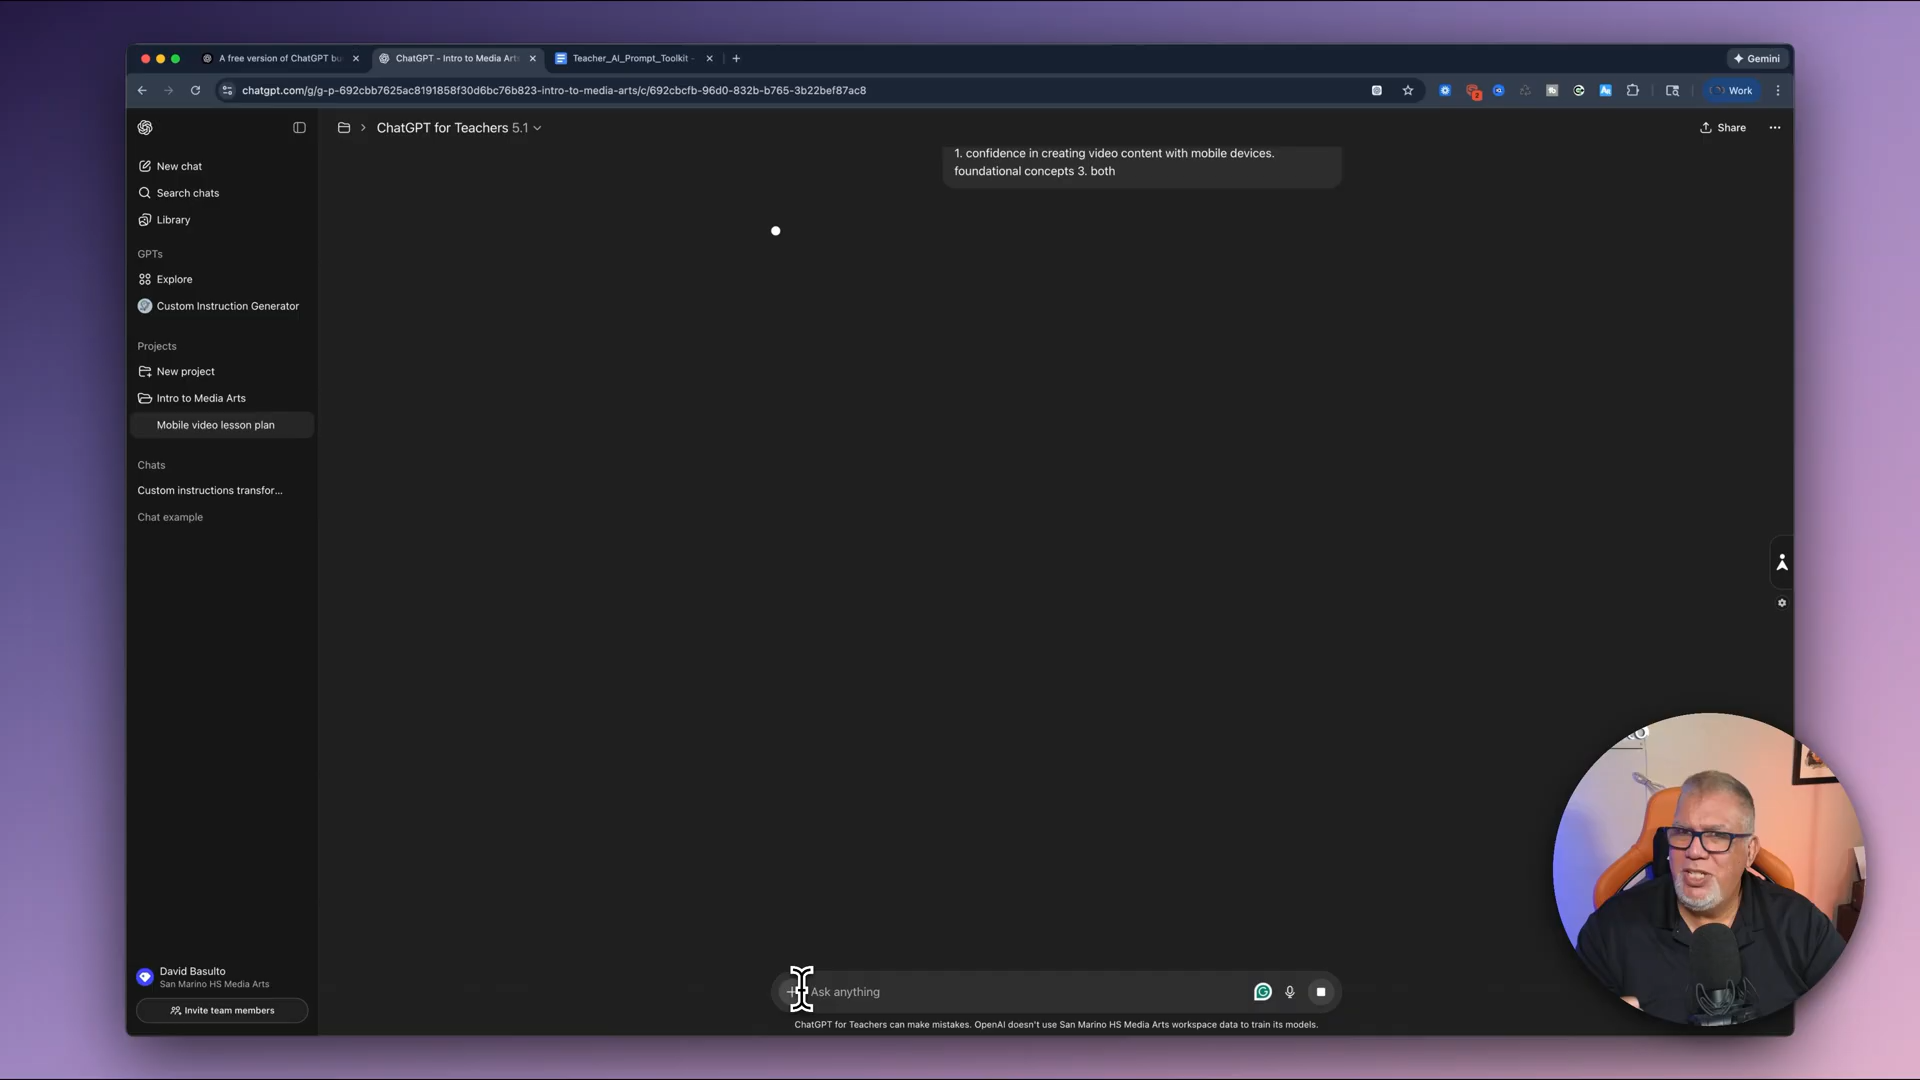 A free version of ChatGPT bu
ChatGPT - Intro to Media Arts
Teacher_AI_Prompt_Toolkit -
Gemini
chatgpt.com/g/g-p-692cbb7625ac8191858f30d6bc76b823-intro-to-media-arts/c/692cbcfb-96d0-832b-b765-3b22bef87ac8
2
Work
ChatGPT for Teachers 5.1
Share
1. confidence in creating video content with mobile devices.
foundational concepts 3. both
New chat
Search chats
Library
GPTs
Explore
Custom Instruction Generator
Projects
New project
Intro to Media Arts
Mobile video lesson plan
Chats
Custom instructions transfor...
Chat example
David Basulto
San Marino HS Media Arts
Invite team members
Ask anything
ChatGPT for Teachers can make mistakes. OpenAI doesn't use San Marino HS Media Arts workspace data to train its models.